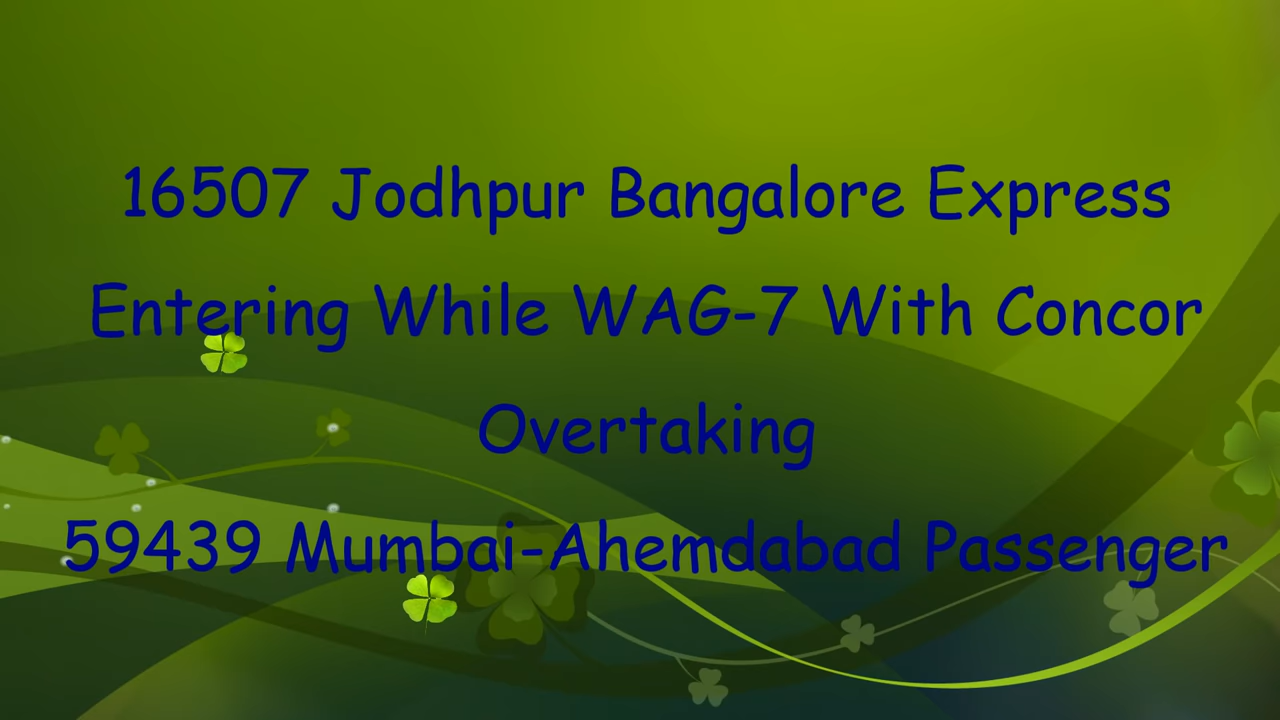 16507 Jodhpur Bangalore Express
Entering While WAG-7 With Concor
Overtaking
59439 Mumbai-Ahemdabad Passenger